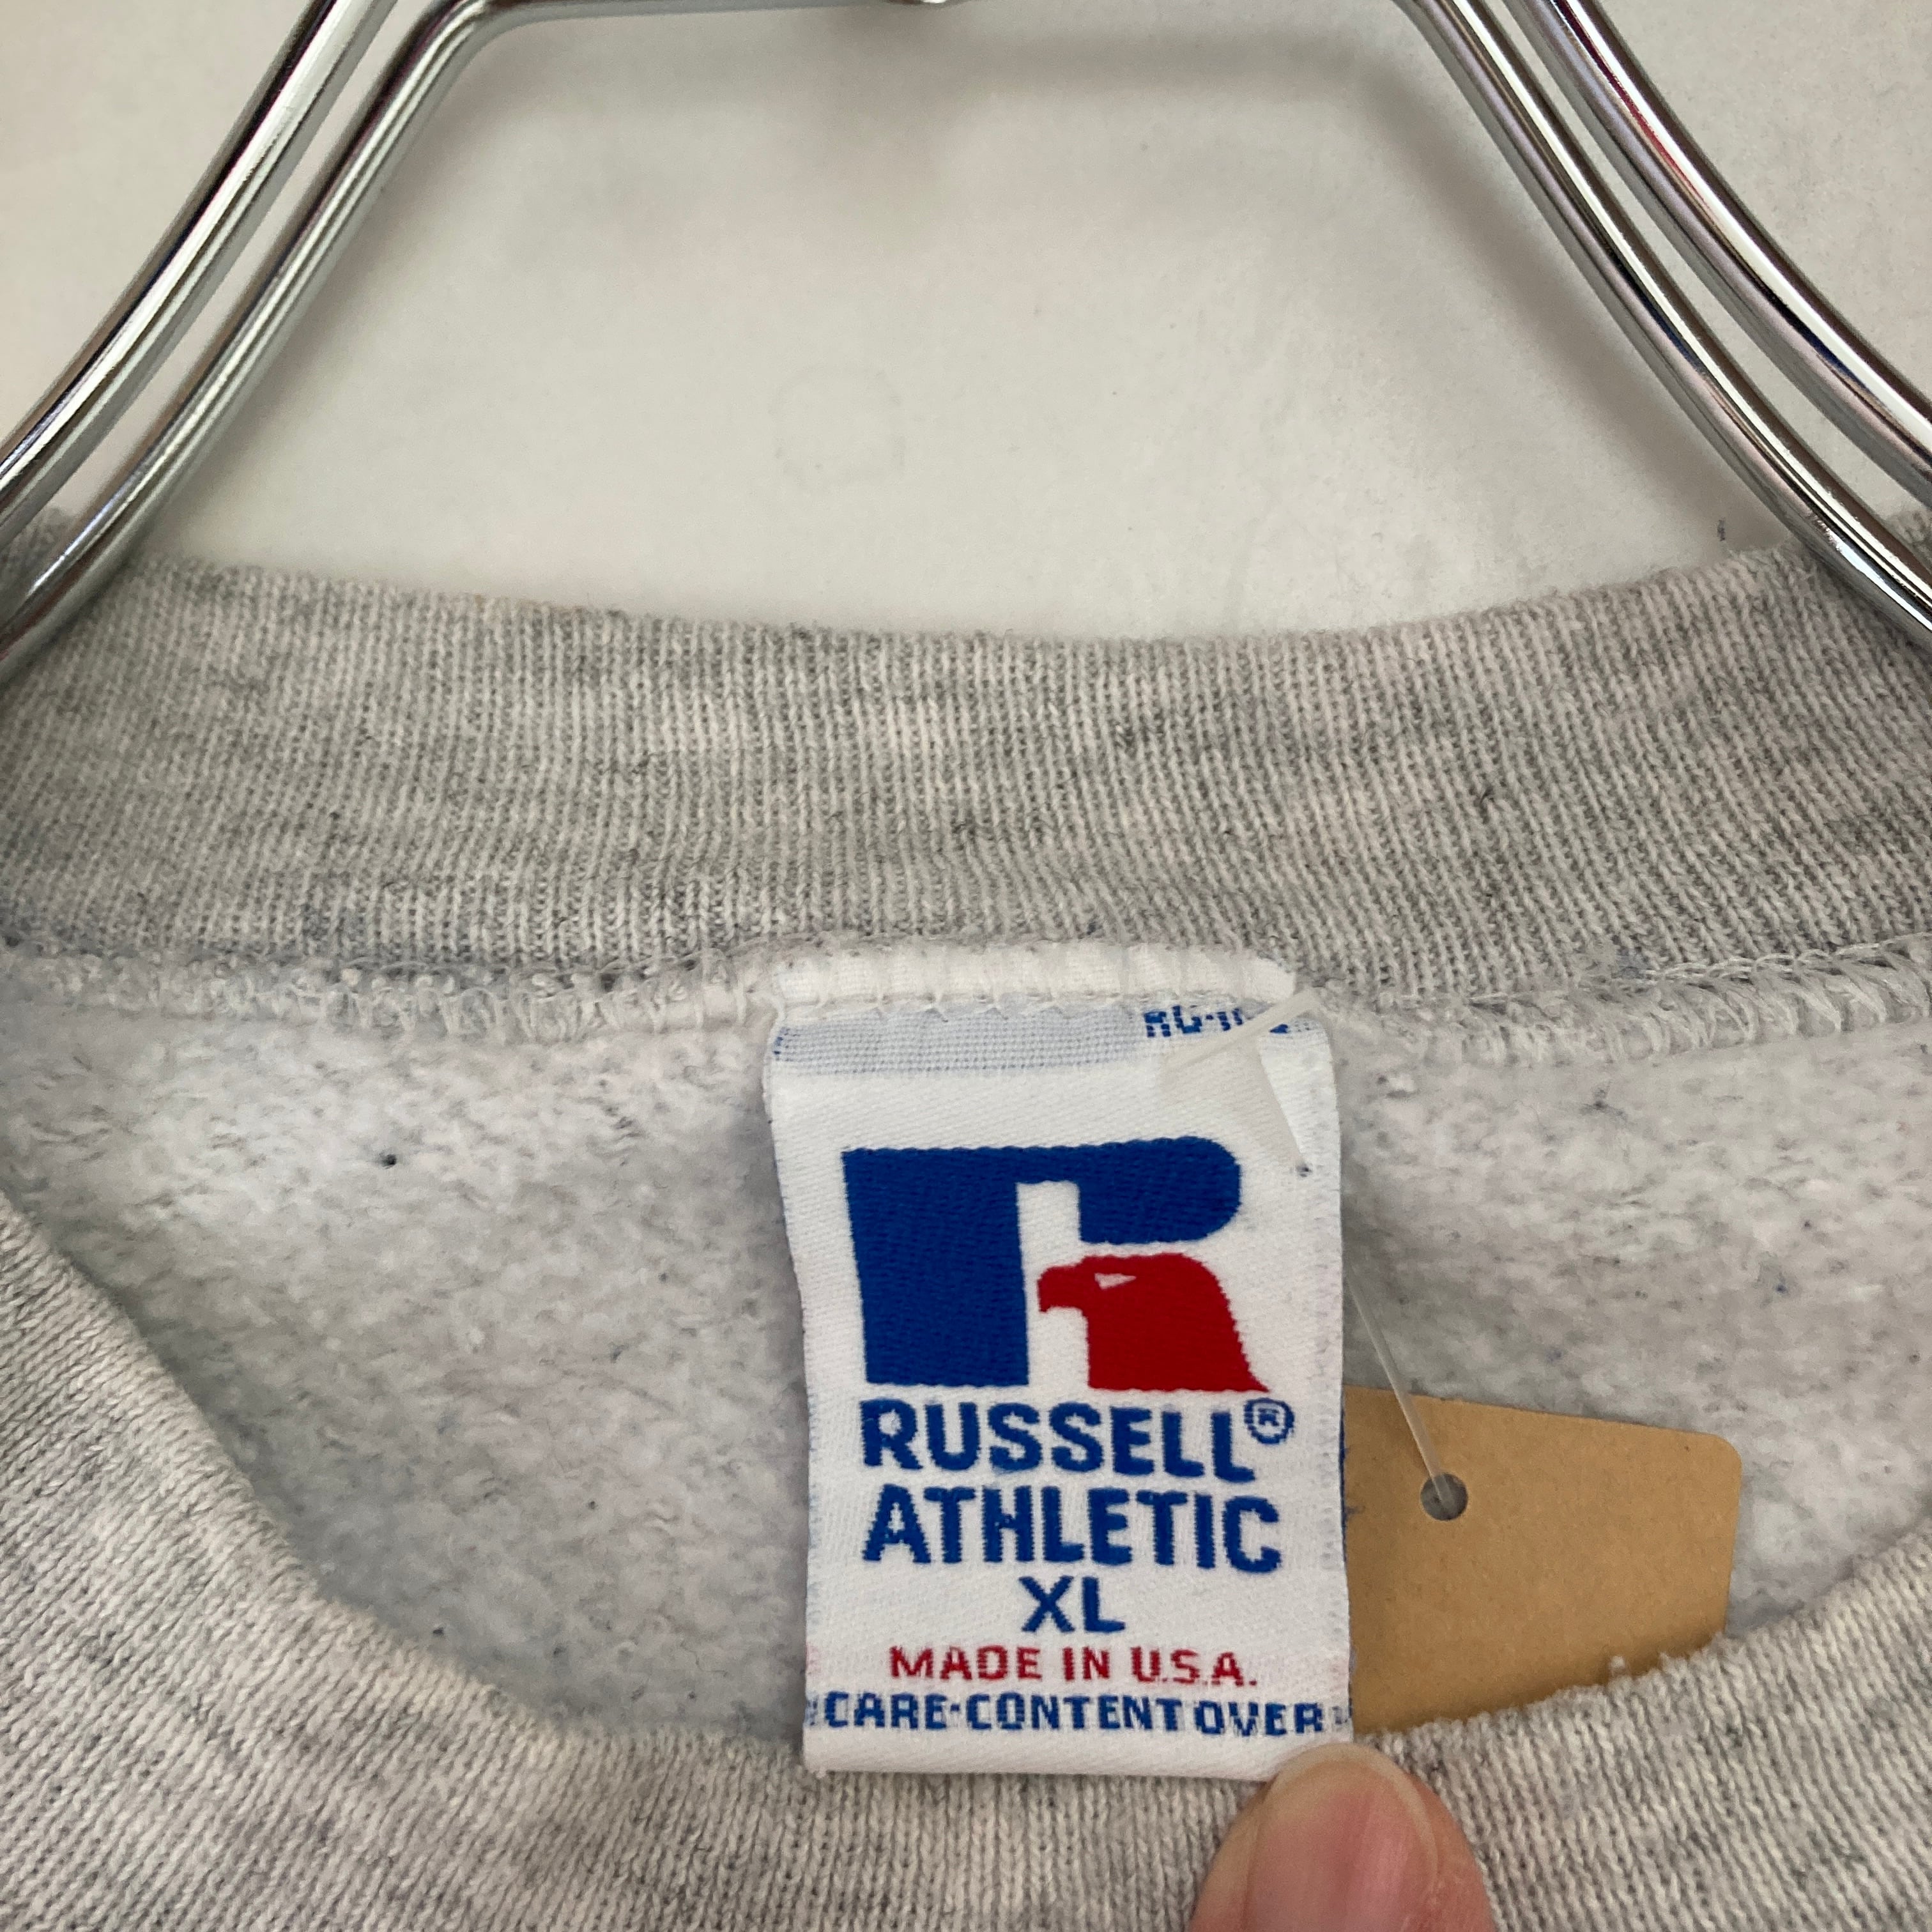 RUSSELL®
ATHLETIC
XL
MADE IN U.S.A.
CARE·CONTENT OVER